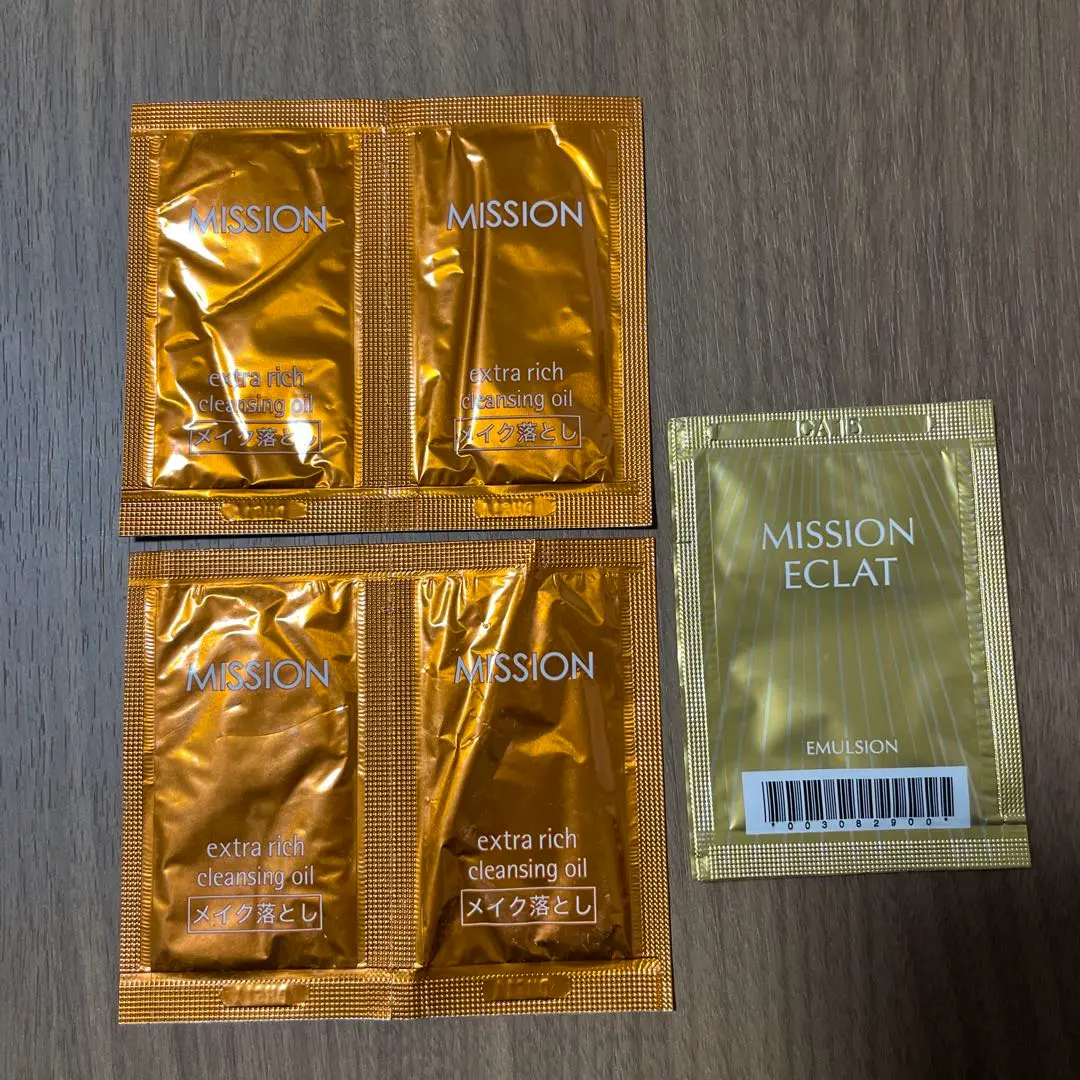 MISSION
extra rich
cleansing oil
メイク落とし
MISSION
extra rich
cleansing oil
メイク落とし
MISSION
extra rich
cleansing oil
メイク落とし
MISSION
extra rich
cleansing oil
メイク落とし
MISSION
ECLAT
EMULSION
*003082900*